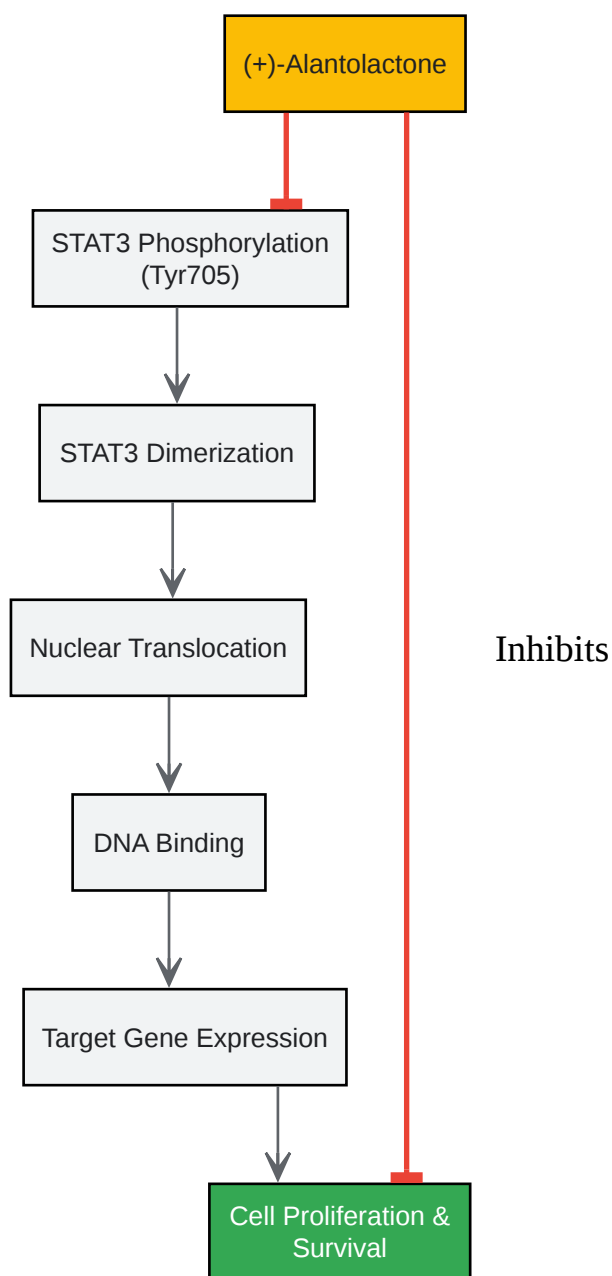 (+)-Alantolactone
STAT3 Phosphorylation
(Tyr705)
STAT3 Dimerization
Nuclear Translocation
Inhibits
DNA Binding
Target Gene Expression
Cell Proliferation &
Survival